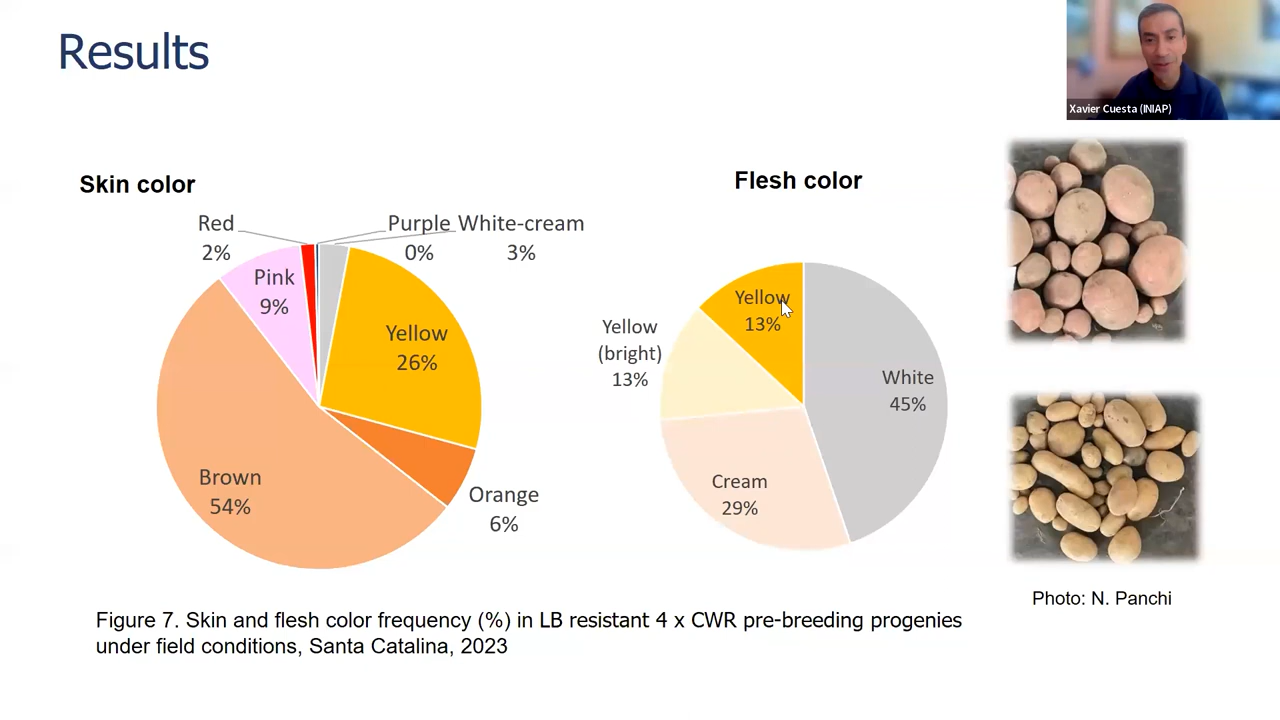 Results
Xavier Cuesta (INIAP)
Skin color
Red
2%
Purple
0%
White-cream
3%
Pink
9%
Yellow
26%
Brown
54%
Orange
6%
Flesh color
Yellow
13%
Yellow
(bright)
13%
White
45%
Cream
29%
Photo: N. Panchi
Figure 7. Skin and flesh color frequency (%) in LB resistant 4 x CWR pre-breeding progenies
under field conditions, Santa Catalina, 2023